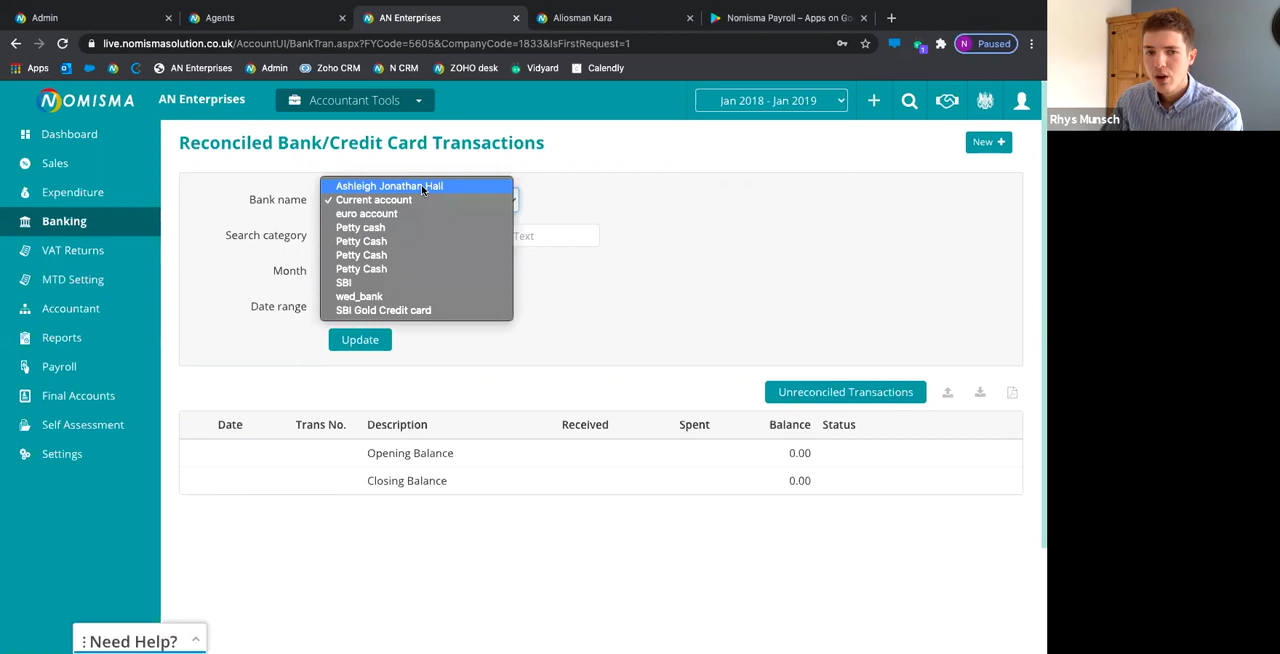 Admin
Agents
AN Enterprises
Aliosman Kara
Nomisma Payroll – Apps on Go
live.nomismasolution.co.uk/AccountUI/BankTran.aspx?FYCode=5605&CompanyCode=1833&IsFirstRequest=1
1
N Paused
Apps
AN Enterprises
Admin
Zoho CRM
N CRM
ZOHO desk
Vidyard
Calendly
Rhys Munsch
NOMISMA
AN Enterprises
Accountant Tools
Jan 2018 - Jan 2019
Dashboard
Sales
Expenditure
Banking
VAT Returns
MTD Setting
Accountant
Reports
Payroll
Final Accounts
Self Assessment
Settings
Reconciled Bank/Credit Card Transactions
New +
Bank name
Search category
Text
Month
Date range
Ashleigh Jonathan Hall
✓ Current account
euro account
Petty cash
Petty Cash
Petty Cash
Petty Cash
SBI
wed_bank
SBI Gold Credit card
Update
Unreconciled Transactions
Date Trans No. Description Received Spent Balance Status
Opening Balance 0.00
Closing Balance 0.00
Need Help?